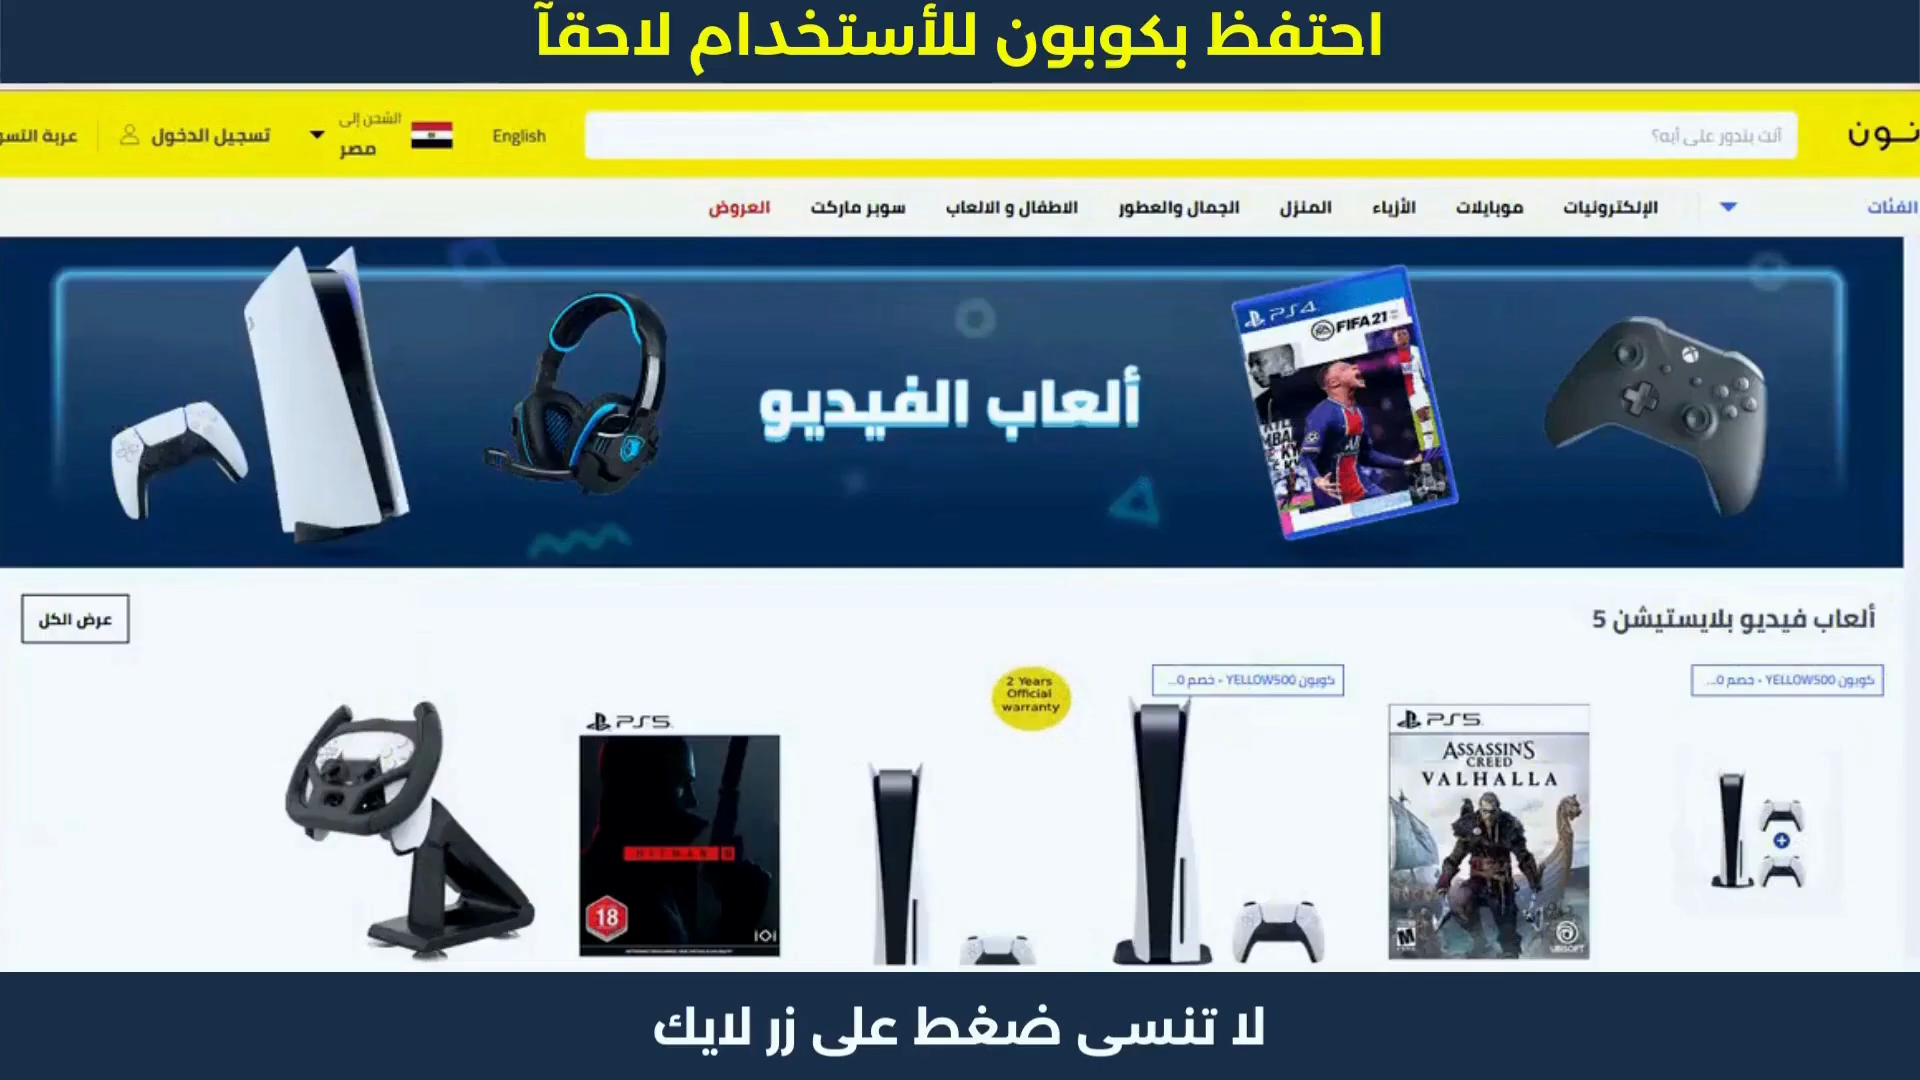 احتفظ بكوبون للأستخدام لاحقآ
نون
أنت بتدور على أيه؟
English
الشحن إلى
مصر
تسجيل الدخول
عربة
الفئات
الإلكترونيات
موبايلات
الأزياء
المنزل
الجمال والعطور
الاطفال و الالعاب
سوبر ماركت
العروض
PS4
FIFA 21
ألعاب الفيديو
ألعاب فيديو بلايستيشن 5
عرض الكل
كوبون YELLOW500 - خصم 0...
كوبون YELLOW500 - خصم 0...
2 Years
Official
warranty
PS5
ASSASSIN'S
CREED
VALHALLA
M
UBISOFT
PS5
HITMAN
18
لا تنسى ضغط على زر لايك